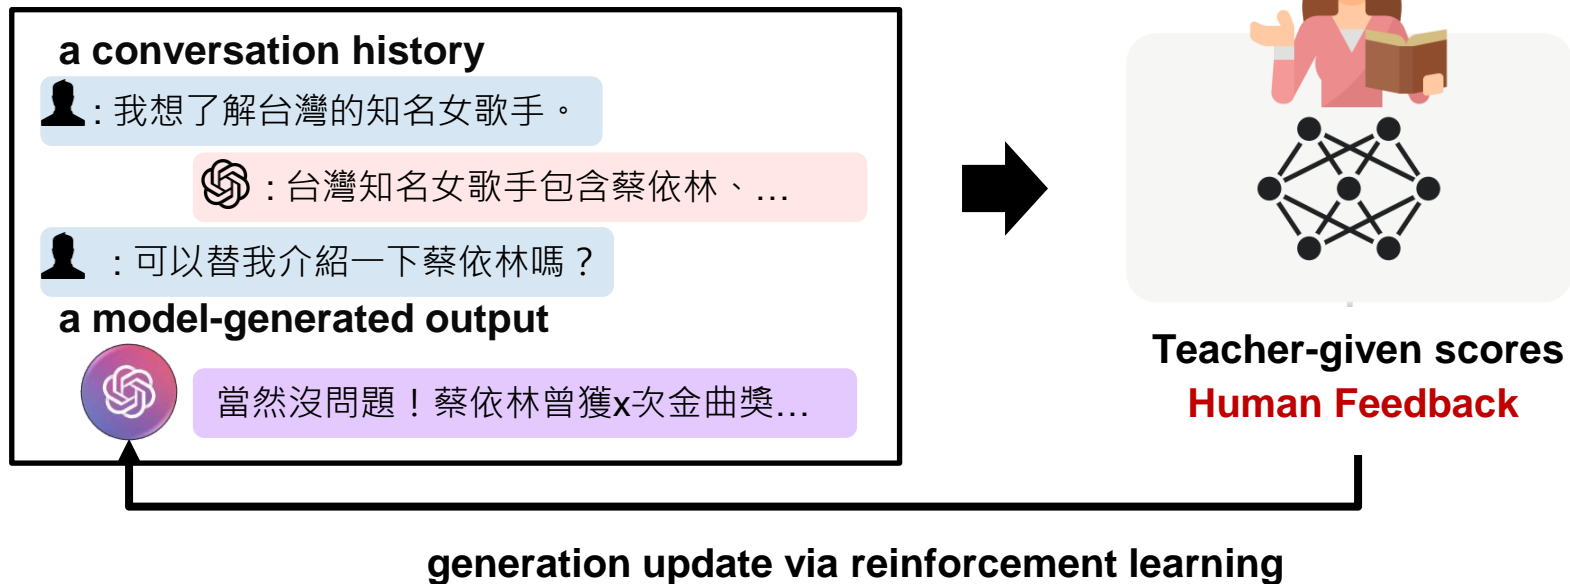 a conversation history
: 我想了解台灣的知名女歌手。
: 台灣知名女歌手包含蔡依林、…
: 可以替我介紹一下蔡依林嗎？
a model-generated output
當然沒問題！蔡依林曾獲x次金曲獎…
Teacher-given scores
Human Feedback
generation update via reinforcement learning